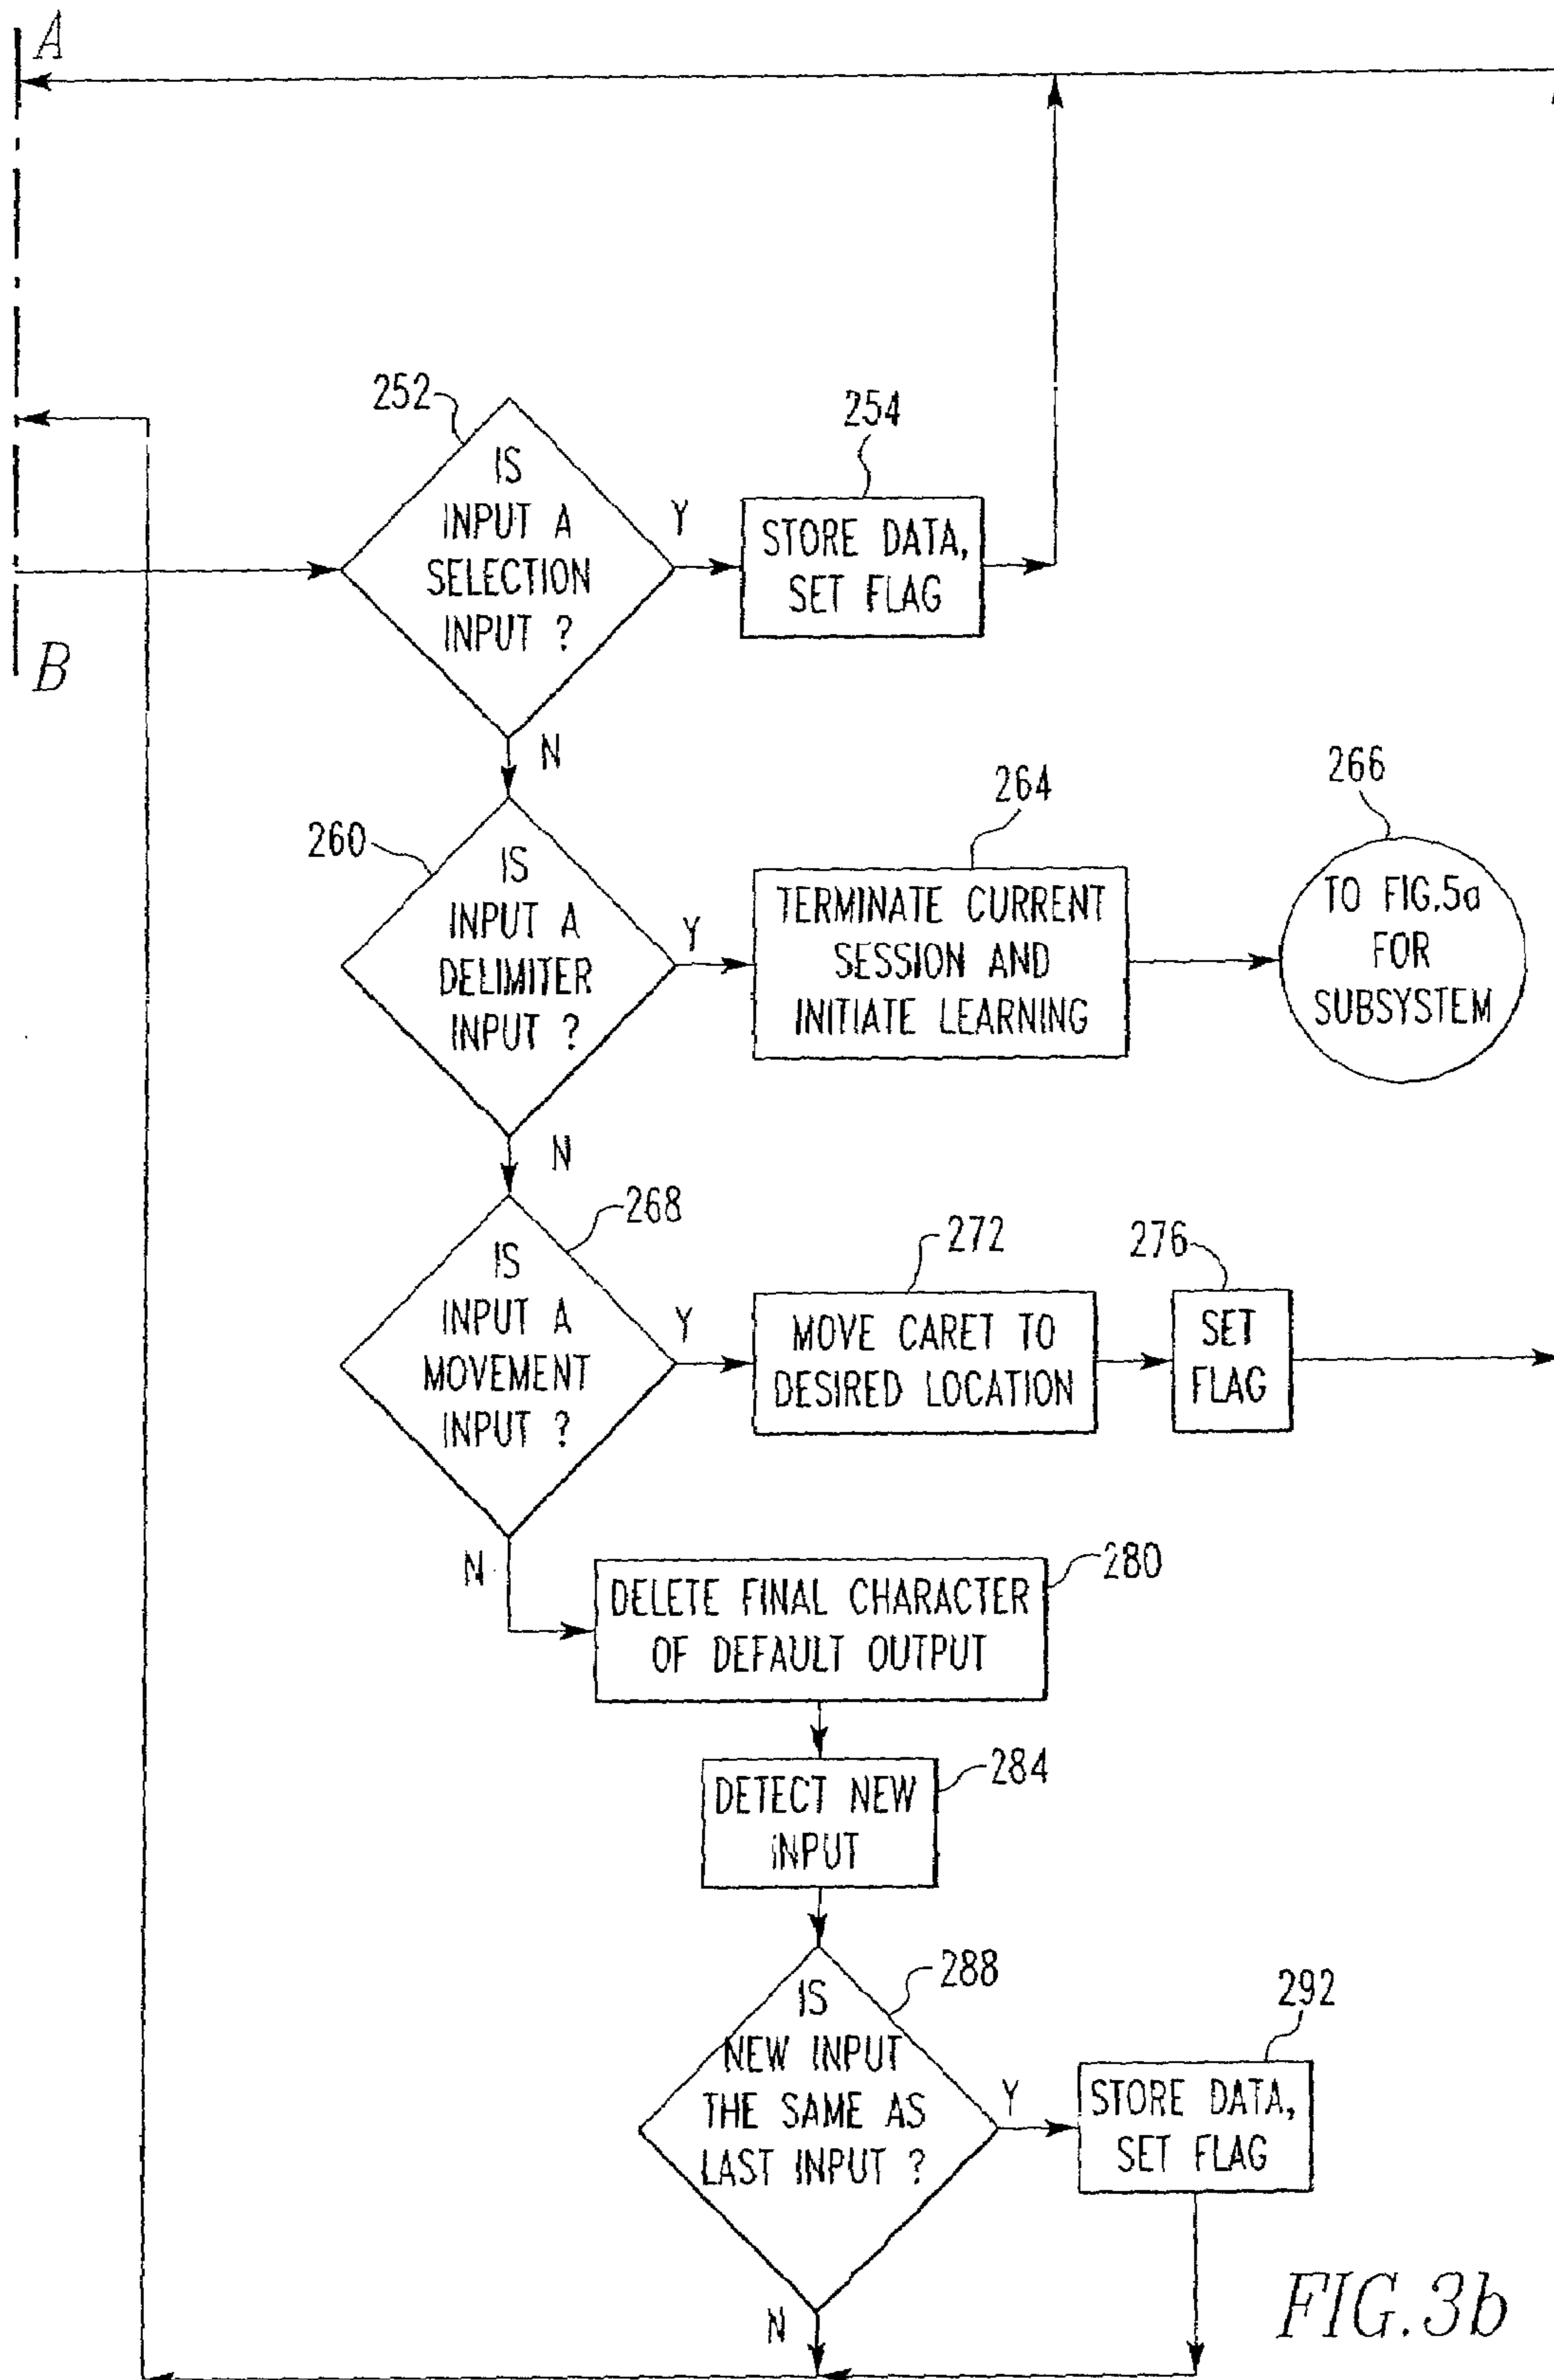 A
252
IS
INPUT A
SELECTION
INPUT ?
Y
254
STORE DATA,
SET FLAG
B
N
260
IS
INPUT A
DELIMITER
INPUT ?
Y
264
TERMINATE CURRENT
SESSION AND
INITIATE LEARNING
266
TO FIG.5a
FOR
SUBSYSTEM
N
268
IS
INPUT A
MOVEMENT
INPUT ?
Y
272
MOVE CARET TO
DESIRED LOCATION
276
SET
FLAG
N
280
DELETE FINAL CHARACTER
OF DEFAULT OUTPUT
284
DETECT NEW
INPUT
288
IS
NEW INPUT
THE SAME AS
LAST INPUT ?
Y
292
STORE DATA,
SET FLAG
N
FIG.3b